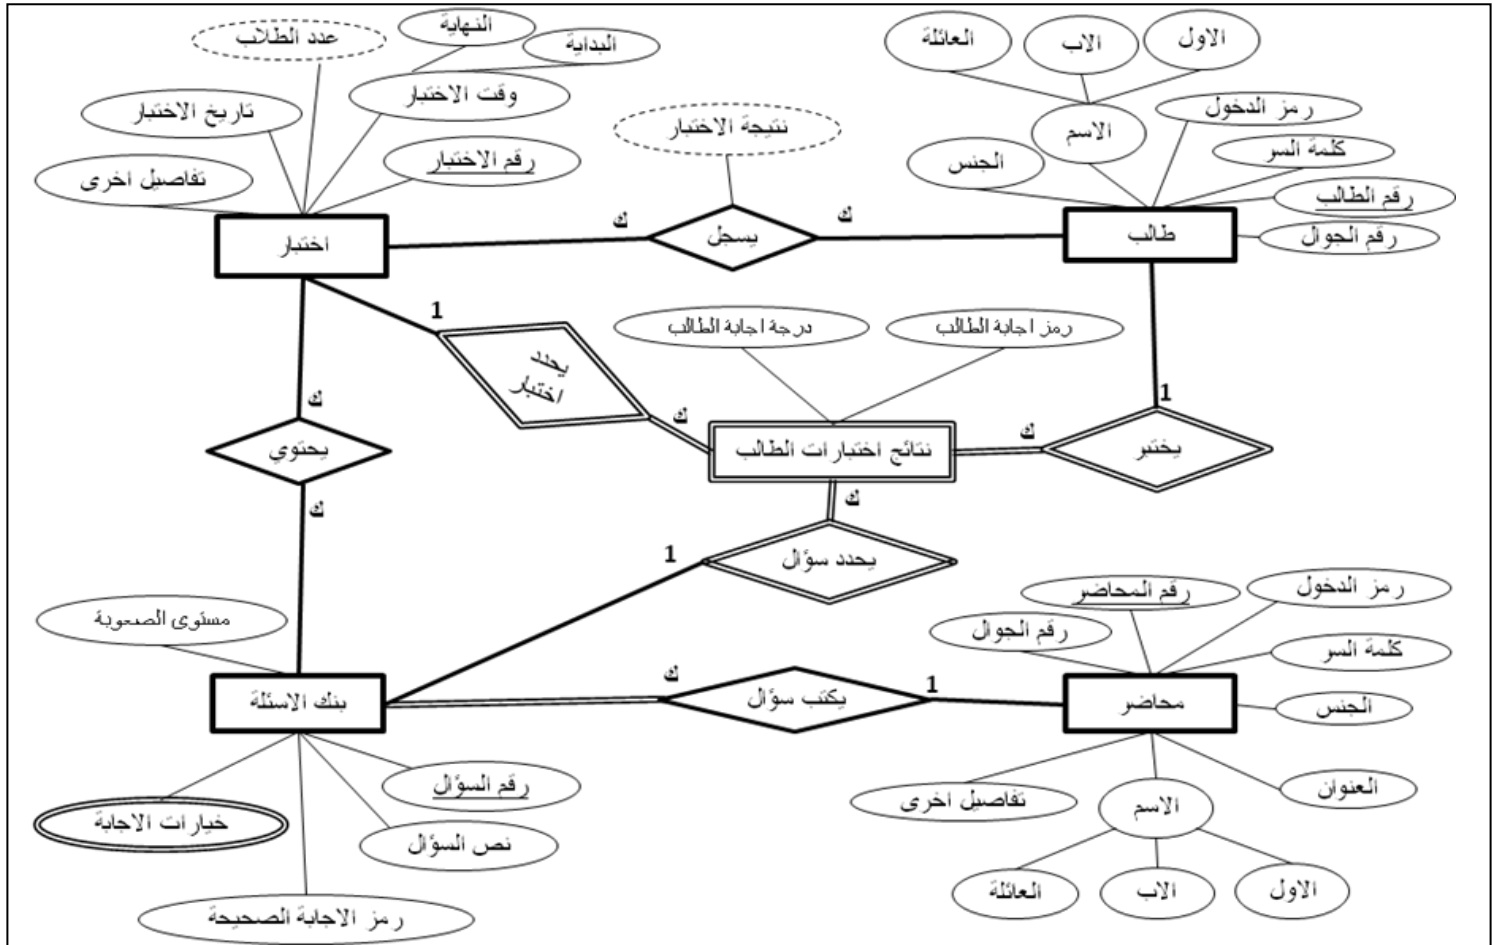 عدد الطلاب
النهاية
البداية
وقت الاختبار
تاريخ الاختبار
رقم الاختبار
تفاصيل اخرى
اختبار
نتيجة الاختبار
ك
يسجل
ك
الاول
الاب
العائلة
الاسم
رمز الدخول
كلمة السر
الجنس
رقم الطالب
رقم الجوال
طالب
1
يحدد
اختبار
ك
درجة اجابة الطالب
رمز اجابة الطالب
نتائج اختبارات الطالب
1
يختبر
ك
ك
يحتوي
ك
ك
يحدد سؤال
1
مستوى الصعوبة
بنك الاسئلة
ك
يكتب سؤال
1
رقم المحاضر
رمز الدخول
رقم الجوال
كلمة السر
محاضر
الجنس
العنوان
تفاصيل اخرى
الاسم
الاول
الاب
العائلة
رقم السؤال
خيارات الاجابة
نص السؤال
رمز الاجابة الصحيحة